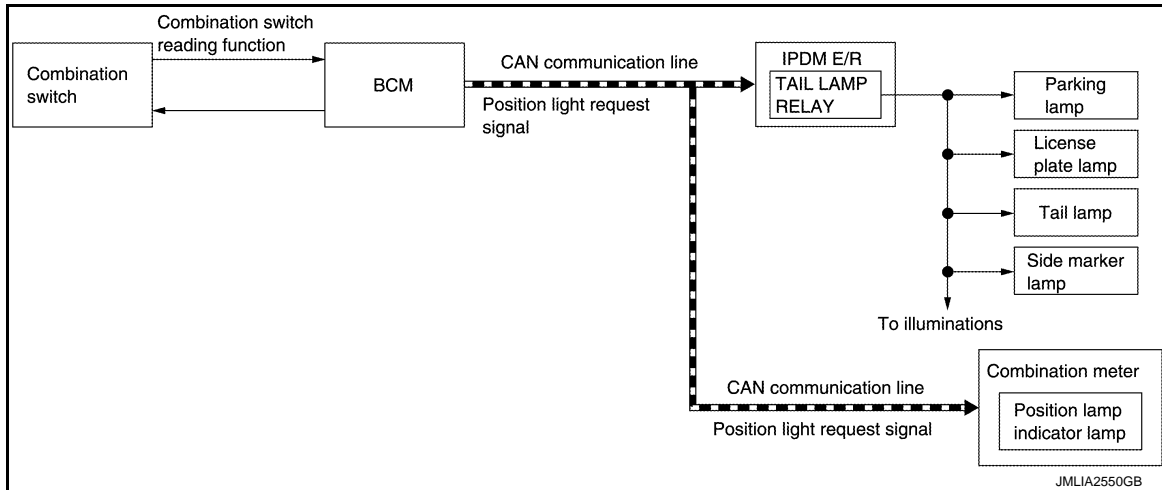 Combination switch
reading function
Combination
switch
BCM
CAN communication line
Position light request
signal
IPDM E/R
TAIL LAMP
RELAY
Parking
lamp
License
plate lamp
Tail lamp
Side marker
lamp
To illuminations
CAN communication line
Position light request signal
Combination meter
Position lamp
indicator lamp
JMLIA2550GB